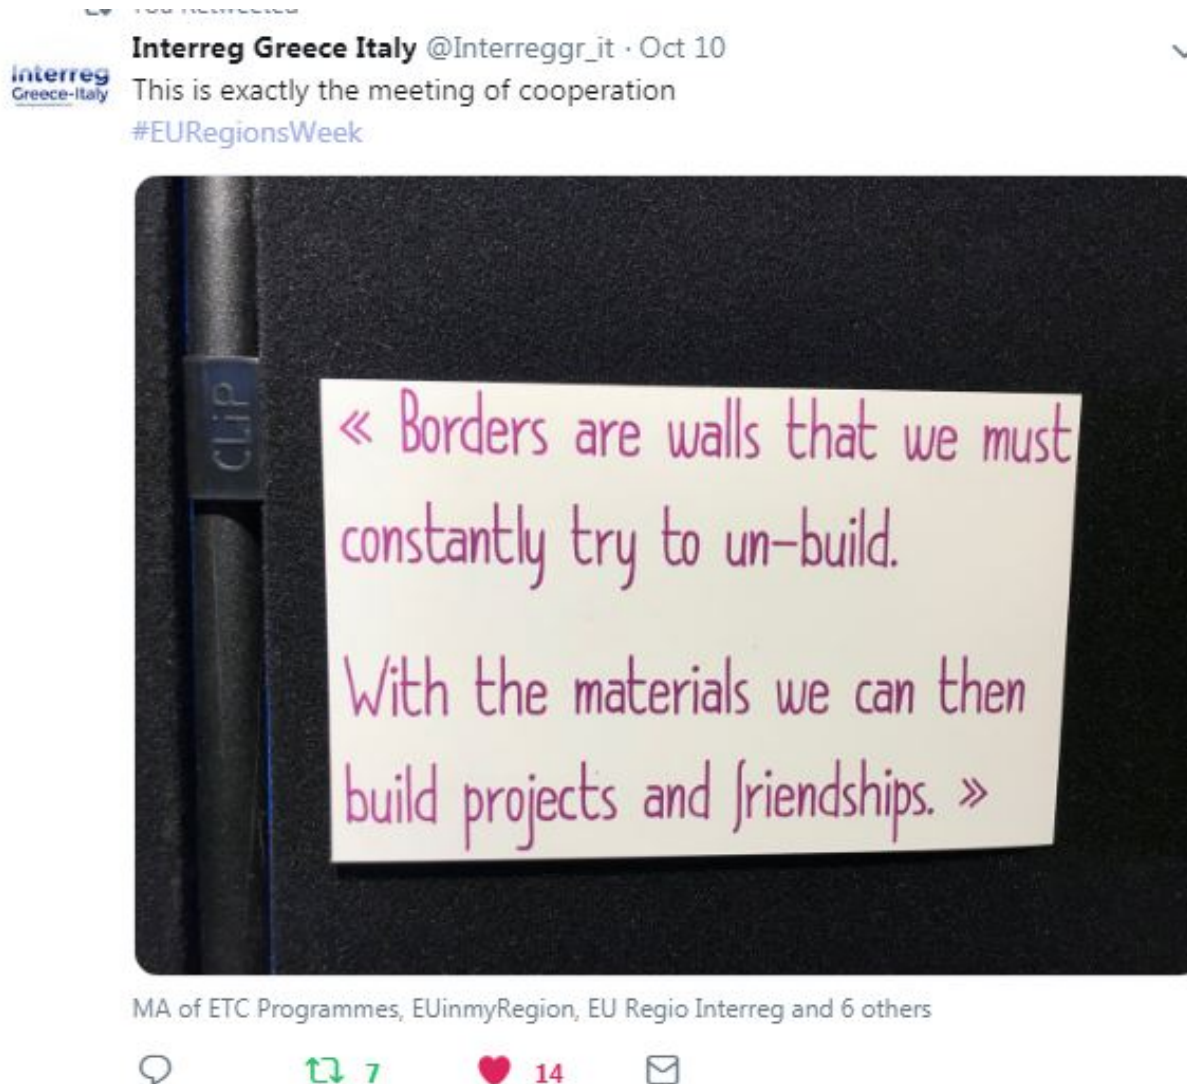 You Retweeted
Interreg Greece Italy @Interreggr_it · Oct 10
Interreg
Greece-Italy
This is exactly the meeting of cooperation
#EURegionsWeek
CLiP
« Borders are walls that we must
constantly try to un-build.
With the materials we can then
build projects and friendships. »
MA of ETC Programmes, EUinmyRegion, EU Regio Interreg and 6 others
7 14